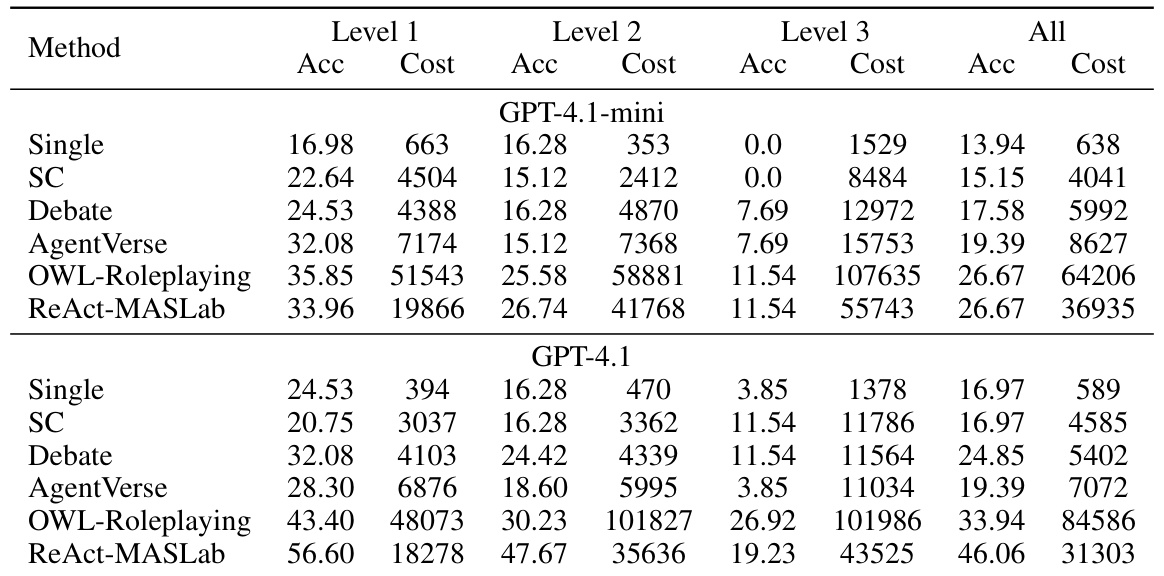 Method Level 1 Level 2 Level 3 All
Acc Cost Acc Cost Acc Cost Acc Cost
GPT-4.1-mini
Single 16.98 663 16.28 353 0.0 1529 13.94 638
SC 22.64 4504 15.12 2412 0.0 8484 15.15 4041
Debate 24.53 4388 16.28 4870 7.69 12972 17.58 5992
AgentVerse 32.08 7174 15.12 7368 7.69 15753 19.39 8627
OWL-Roleplaying 35.85 51543 25.58 58881 11.54 107635 26.67 64206
ReAct-MASLab 33.96 19866 26.74 41768 11.54 55743 26.67 36935
GPT-4.1
Single 24.53 394 16.28 470 3.85 1378 16.97 589
SC 20.75 3037 16.28 3362 11.54 11786 16.97 4585
Debate 32.08 4103 24.42 4339 11.54 11564 24.85 5402
AgentVerse 28.30 6876 18.60 5995 3.85 11034 19.39 7072
OWL-Roleplaying 43.40 48073 30.23 101827 26.92 101986 33.94 84586
ReAct-MASLab 56.60 18278 47.67 35636 19.23 43525 46.06 31303